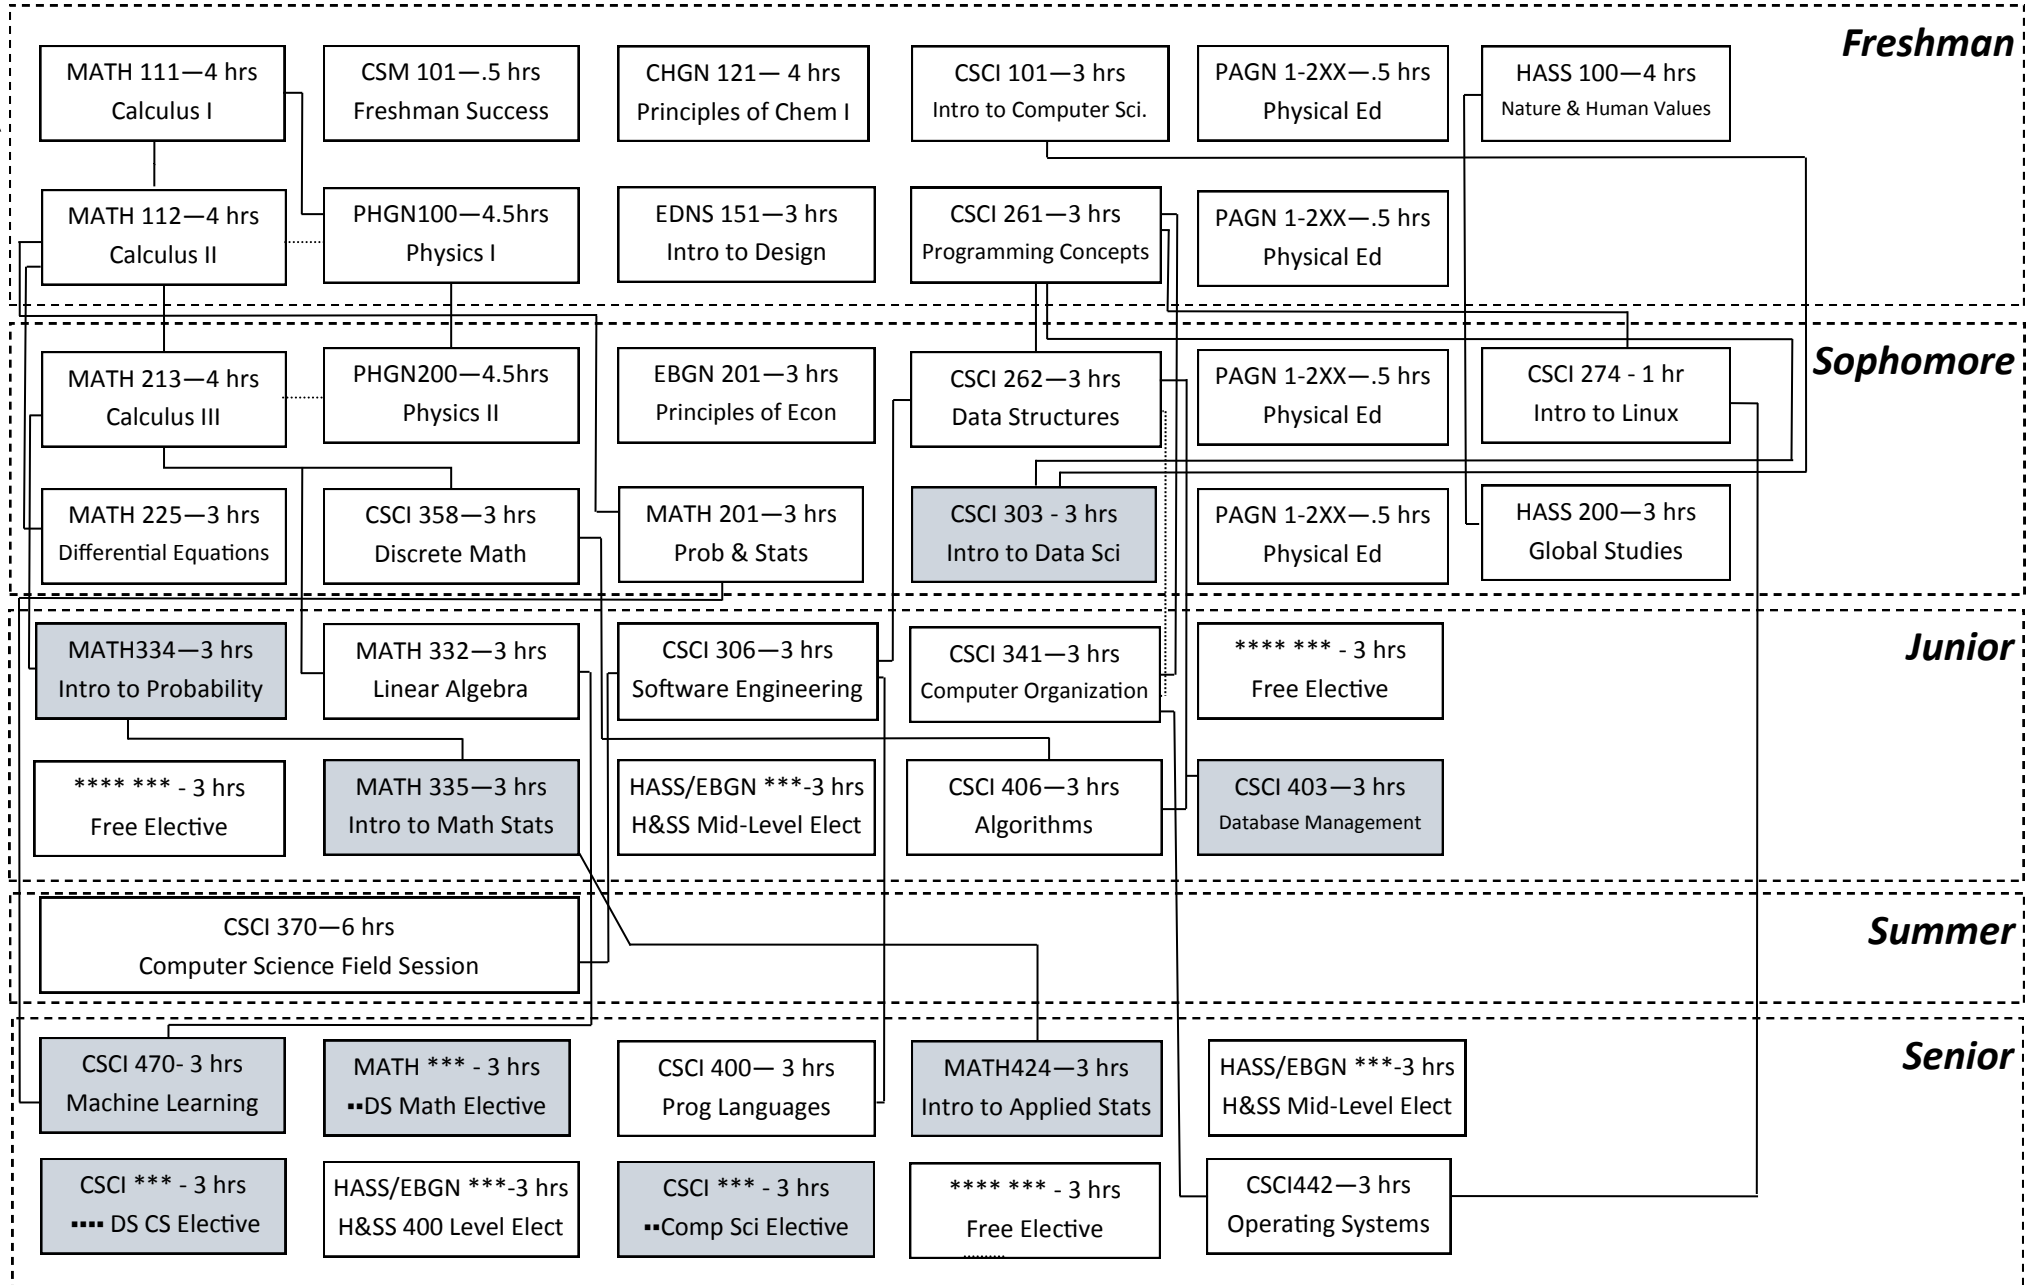 Freshman
MATH 111—4 hrs
Calculus I
CSM 101—.5 hrs
Freshman Success
CHGN 121— 4 hrs
Principles of Chem I
CSCI 101—3 hrs
Intro to Computer Sci.
PAGN 1-2XX—.5 hrs
Physical Ed
HASS 100—4 hrs
Nature & Human Values
MATH 112—4 hrs
Calculus II
PHGN100—4.5hrs
Physics I
EDNS 151—3 hrs
Intro to Design
CSCI 261—3 hrs
Programming Concepts
PAGN 1-2XX—.5 hrs
Physical Ed
Sophomore
MATH 213—4 hrs
Calculus III
PHGN200—4.5hrs
Physics II
EBGN 201—3 hrs
Principles of Econ
CSCI 262—3 hrs
Data Structures
PAGN 1-2XX—.5 hrs
Physical Ed
CSCI 274 - 1 hr
Intro to Linux
MATH 225—3 hrs
Differential Equations
CSCI 358—3 hrs
Discrete Math
MATH 201—3 hrs
Prob & Stats
CSCI 303 - 3 hrs
Intro to Data Sci
PAGN 1-2XX—.5 hrs
Physical Ed
HASS 200—3 hrs
Global Studies
Junior
MATH334—3 hrs
Intro to Probability
MATH 332—3 hrs
Linear Algebra
CSCI 306—3 hrs
Software Engineering
CSCI 341—3 hrs
Computer Organization
**** *** - 3 hrs
Free Elective
**** *** - 3 hrs
Free Elective
MATH 335—3 hrs
Intro to Math Stats
HASS/EBGN ***-3 hrs
H&SS Mid-Level Elect
CSCI 406—3 hrs
Algorithms
CSCI 403—3 hrs
Database Management
Summer
CSCI 370—6 hrs
Computer Science Field Session
Senior
CSCI 470- 3 hrs
Machine Learning
MATH *** - 3 hrs
▪▪DS Math Elective
CSCI 400— 3 hrs
Prog Languages
MATH424—3 hrs
Intro to Applied Stats
HASS/EBGN ***-3 hrs
H&SS Mid-Level Elect
CSCI *** - 3 hrs
▪▪▪▪ DS CS Elective
HASS/EBGN ***-3 hrs
H&SS 400 Level Elect
CSCI *** - 3 hrs
▪▪Comp Sci Elective
**** *** - 3 hrs
Free Elective
CSCI442—3 hrs
Operating Systems